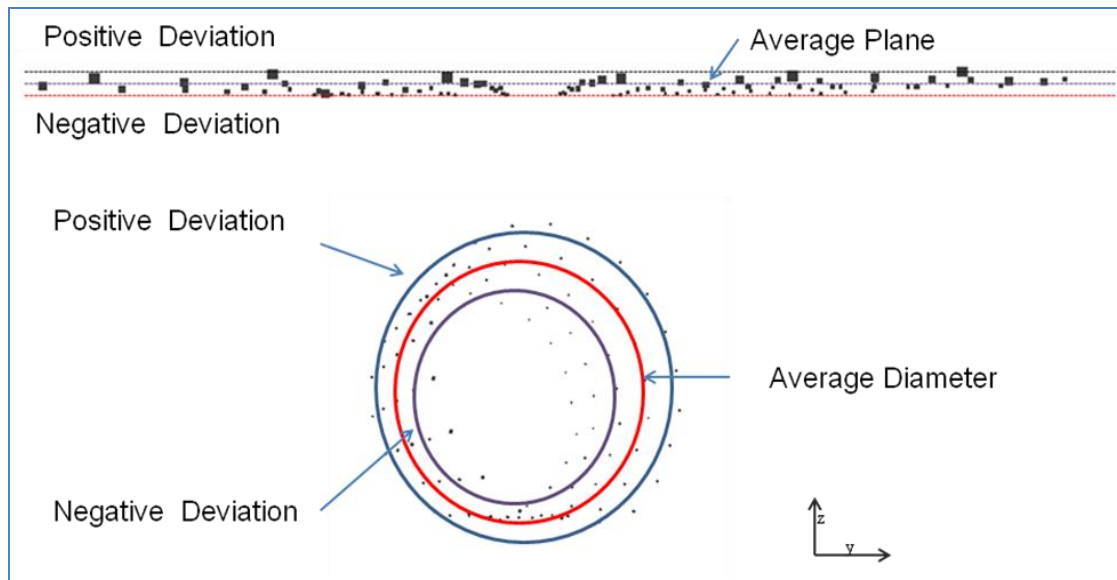 Positive Deviation
Average Plane
Negative Deviation
Positive Deviation
Average Diameter
Negative Deviation
z
y